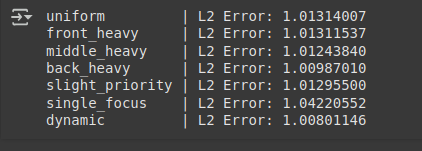 uniform | L2 Error: 1.01314007
front_heavy | L2 Error: 1.01311537
middle_heavy | L2 Error: 1.01243840
back_heavy | L2 Error: 1.00987010
slight_priority | L2 Error: 1.01295500
single_focus | L2 Error: 1.04220552
dynamic | L2 Error: 1.00801146